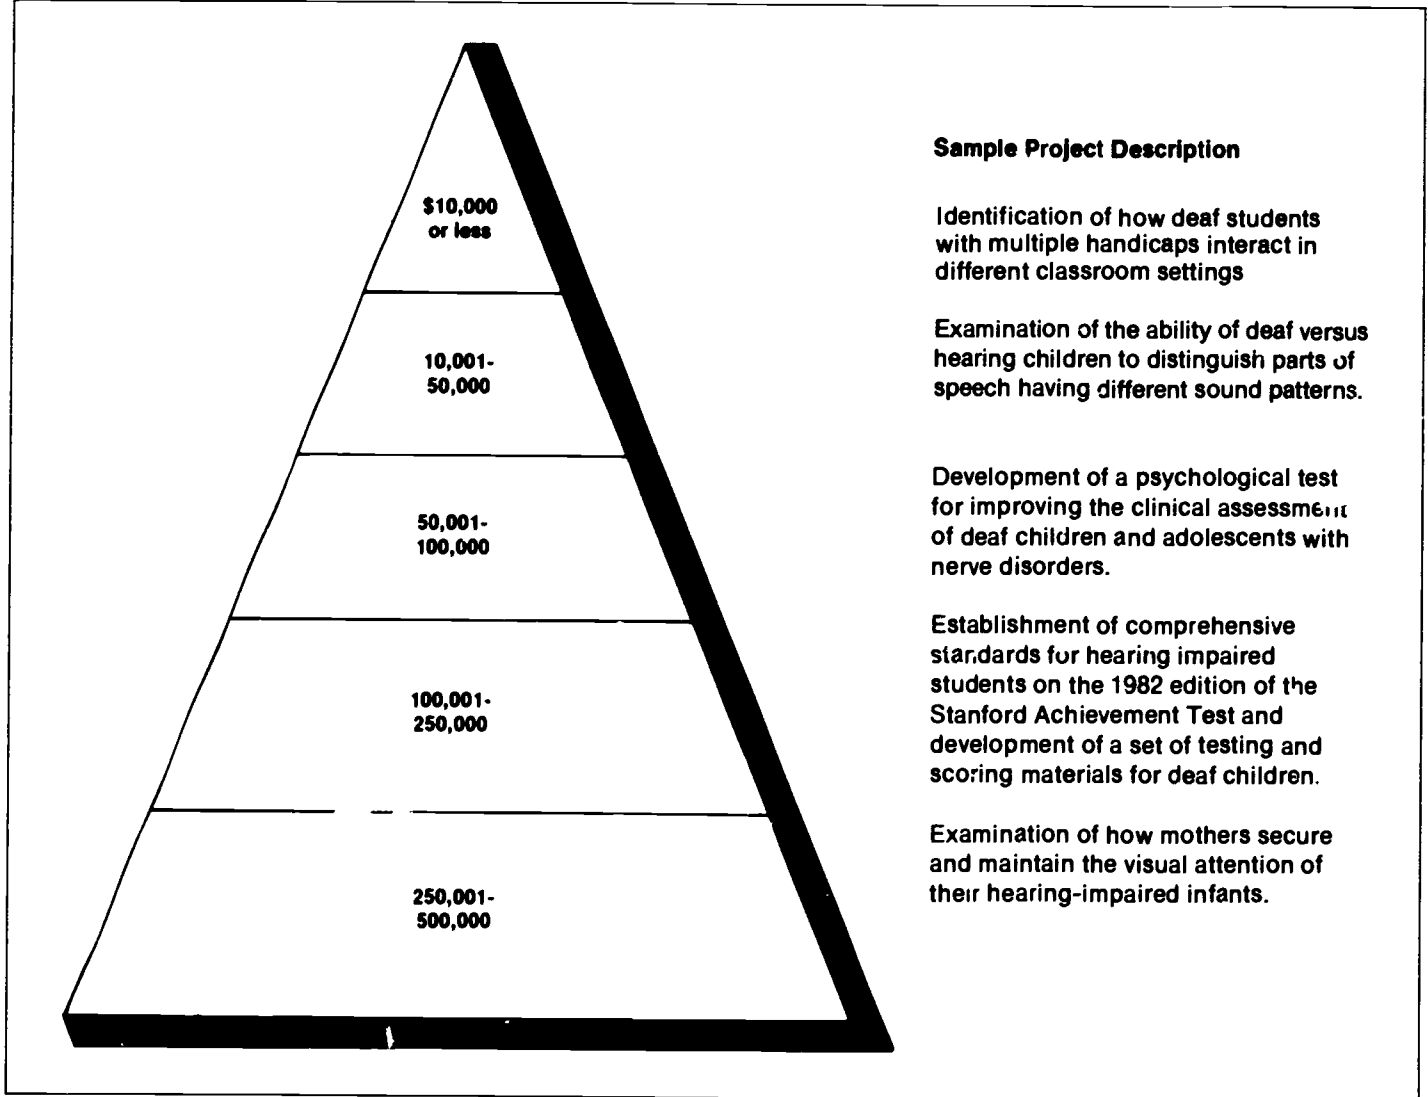 Sample Project Description
$10,000
or less
Identification of how deaf students
with multiple handicaps interact in
different classroom settings
10,001-
50,000
Examination of the ability of deaf versus
hearing children to distinguish parts of
speech having different sound patterns.
50,001-
100,000
Development of a psychological test
for improving the clinical assessment
of deaf children and adolescents with
nerve disorders.
100,001-
250,000
Establishment of comprehensive
standards for hearing impaired
students on the 1982 edition of the
Stanford Achievement Test and
development of a set of testing and
scoring materials for deaf children.
250,001-
500,000
Examination of how mothers secure
and maintain the visual attention of
their hearing-impaired infants.